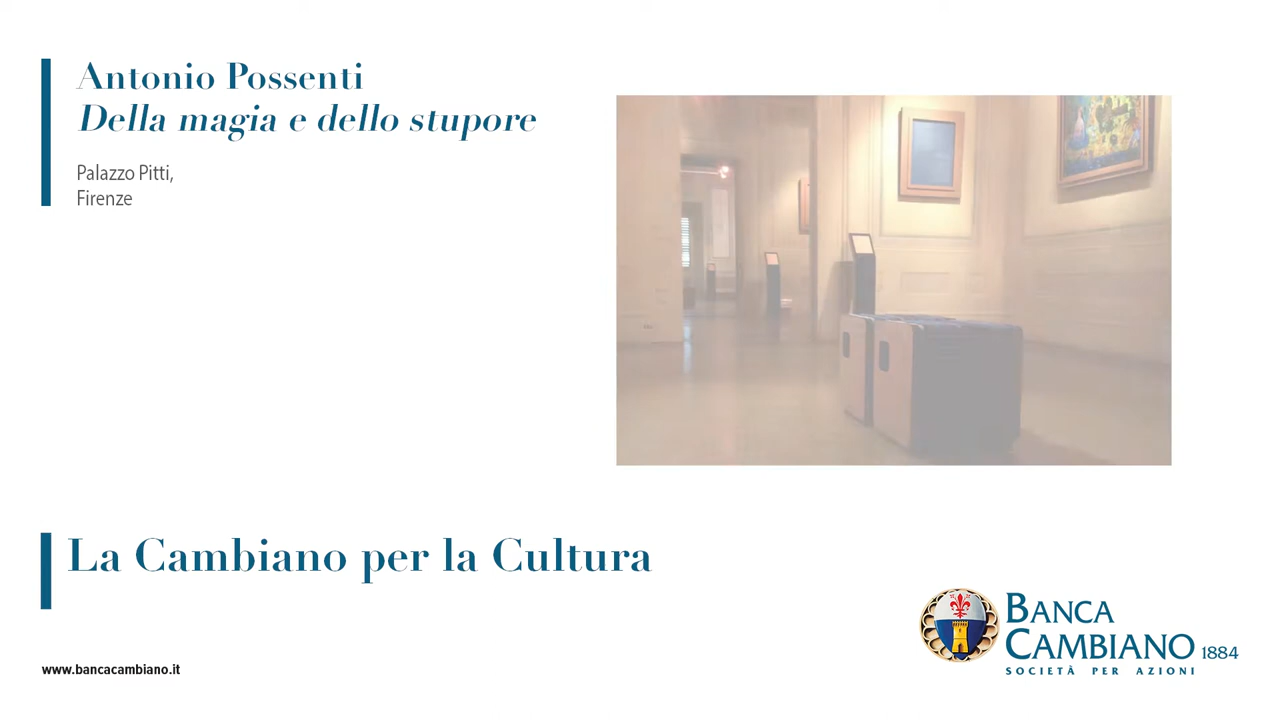 Antonio Possenti
Della magia e dello stupore
Palazzo Pitti,
Firenze
La Cambiano per la Cultura
BANCA
CAMBIANO 1884
SOCIETÀ PER AZIONI
www.bancacambiano.it